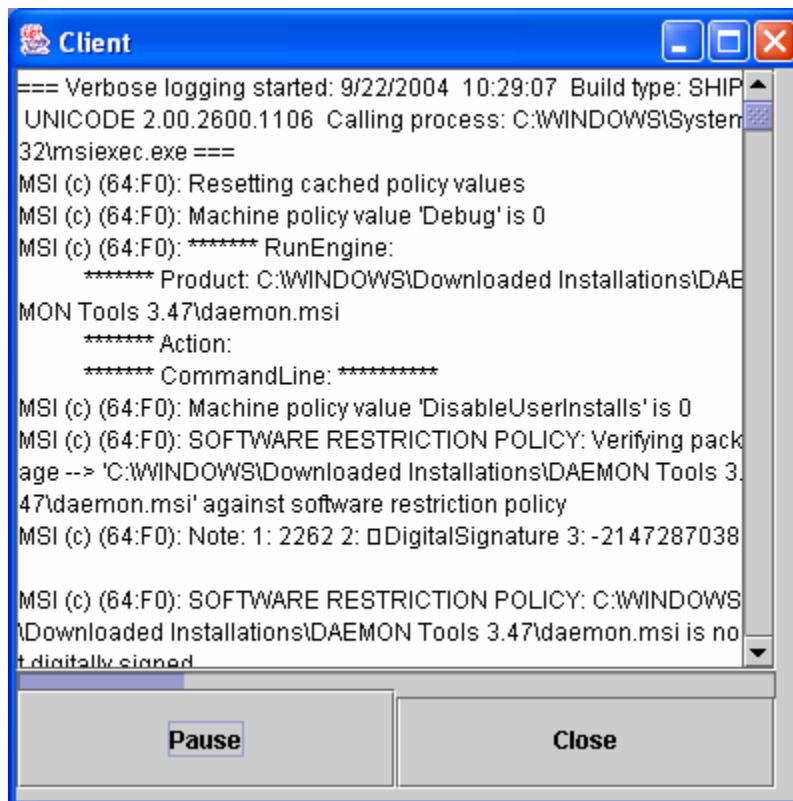 Client
=== Verbose logging started: 9/22/2004  10:29:07  Build type: SHIP
 UNICODE 2.00.2600.1106  Calling process: C:\WINDOWS\System
32\msiexec.exe ===
MSI (c) (64:F0): Resetting cached policy values
MSI (c) (64:F0): Machine policy value 'Debug' is 0
MSI (c) (64:F0): ******* RunEngine:
******* Product: C:\WINDOWS\Downloaded Installations\DAE
MON Tools 3.47\daemon.msi
******* Action:
******* CommandLine: **********
MSI (c) (64:F0): Machine policy value 'DisableUserInstalls' is 0
MSI (c) (64:F0): SOFTWARE RESTRICTION POLICY: Verifying pack
age --> 'C:\WINDOWS\Downloaded Installations\DAEMON Tools 3.
47\daemon.msi' against software restriction policy
MSI (c) (64:F0): Note: 1: 2262 2: □DigitalSignature 3: -2147287038
MSI (c) (64:F0): SOFTWARE RESTRICTION POLICY: C:\WINDOWS
\Downloaded Installations\DAEMON Tools 3.47\daemon.msi is no
t digitally signed
Pause
Close